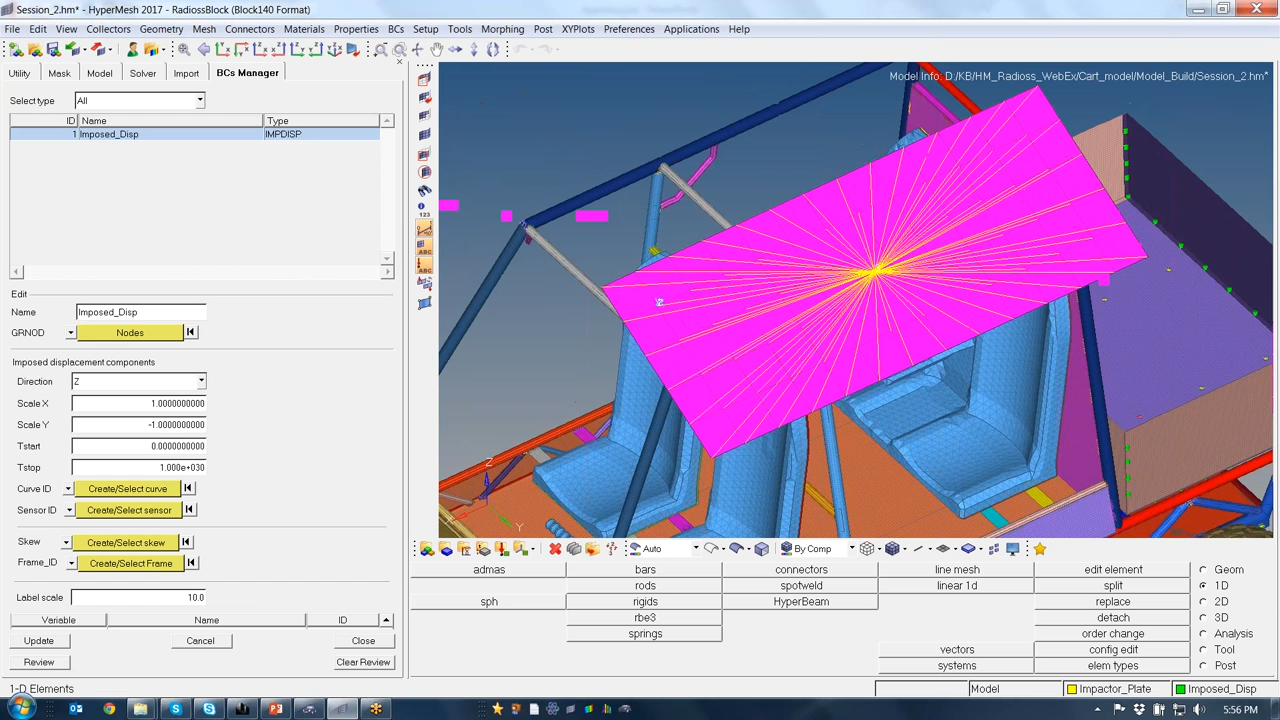 Session_2.hm* - HyperMesh 2017 - RadiossBlock (Block140 Format)
File Edit View Collectors Geometry Mesh Connectors Materials Properties BCs Setup Tools Morphing Post XYPlots Preferences Applications Help
Utility Mask Model Solver Import BCs Manager
Model Info: D:/KB/HM_Radioss_WebEx/Cart_model/Model_Build/Session_2.hm*
Select type All
ID Name Type
1 Imposed_Disp IMPDISP
123
ABC
ABC
Edit
Name Imposed_Disp
GRNOD Nodes
Imposed displacement components
Direction Z
Scale X 1.0000000000
Scale Y -1.0000000000
Tstart 0.0000000000
Tstop 1.000e+030
Curve ID Create/Select curve
Sensor ID Create/Select sensor
Skew Create/Select skew
Frame_ID Create/Select Frame
Label scale 10.0
Variable Name ID
Update Cancel Close
Review Clear Review
Z
Y
Auto By Comp
admas bars connectors line mesh edit element Geom
rods spotweld linear 1d split 1D
sph rigids HyperBeam replace 2D
rbe3 detach 3D
springs order change Analysis
vectors config edit Tool
systems elem types Post
1-D Elements Model Impactor_Plate Imposed_Disp
5:56 PM